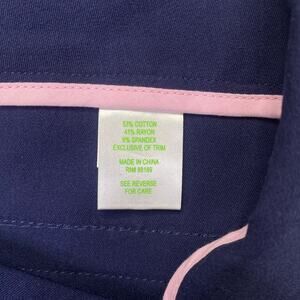 53% COTTON
41% RAYON
6% SPANDEX
EXCLUSIVE OF TRIM
MADE IN CHINA
RN# 88189
SEE REVERSE
FOR CARE